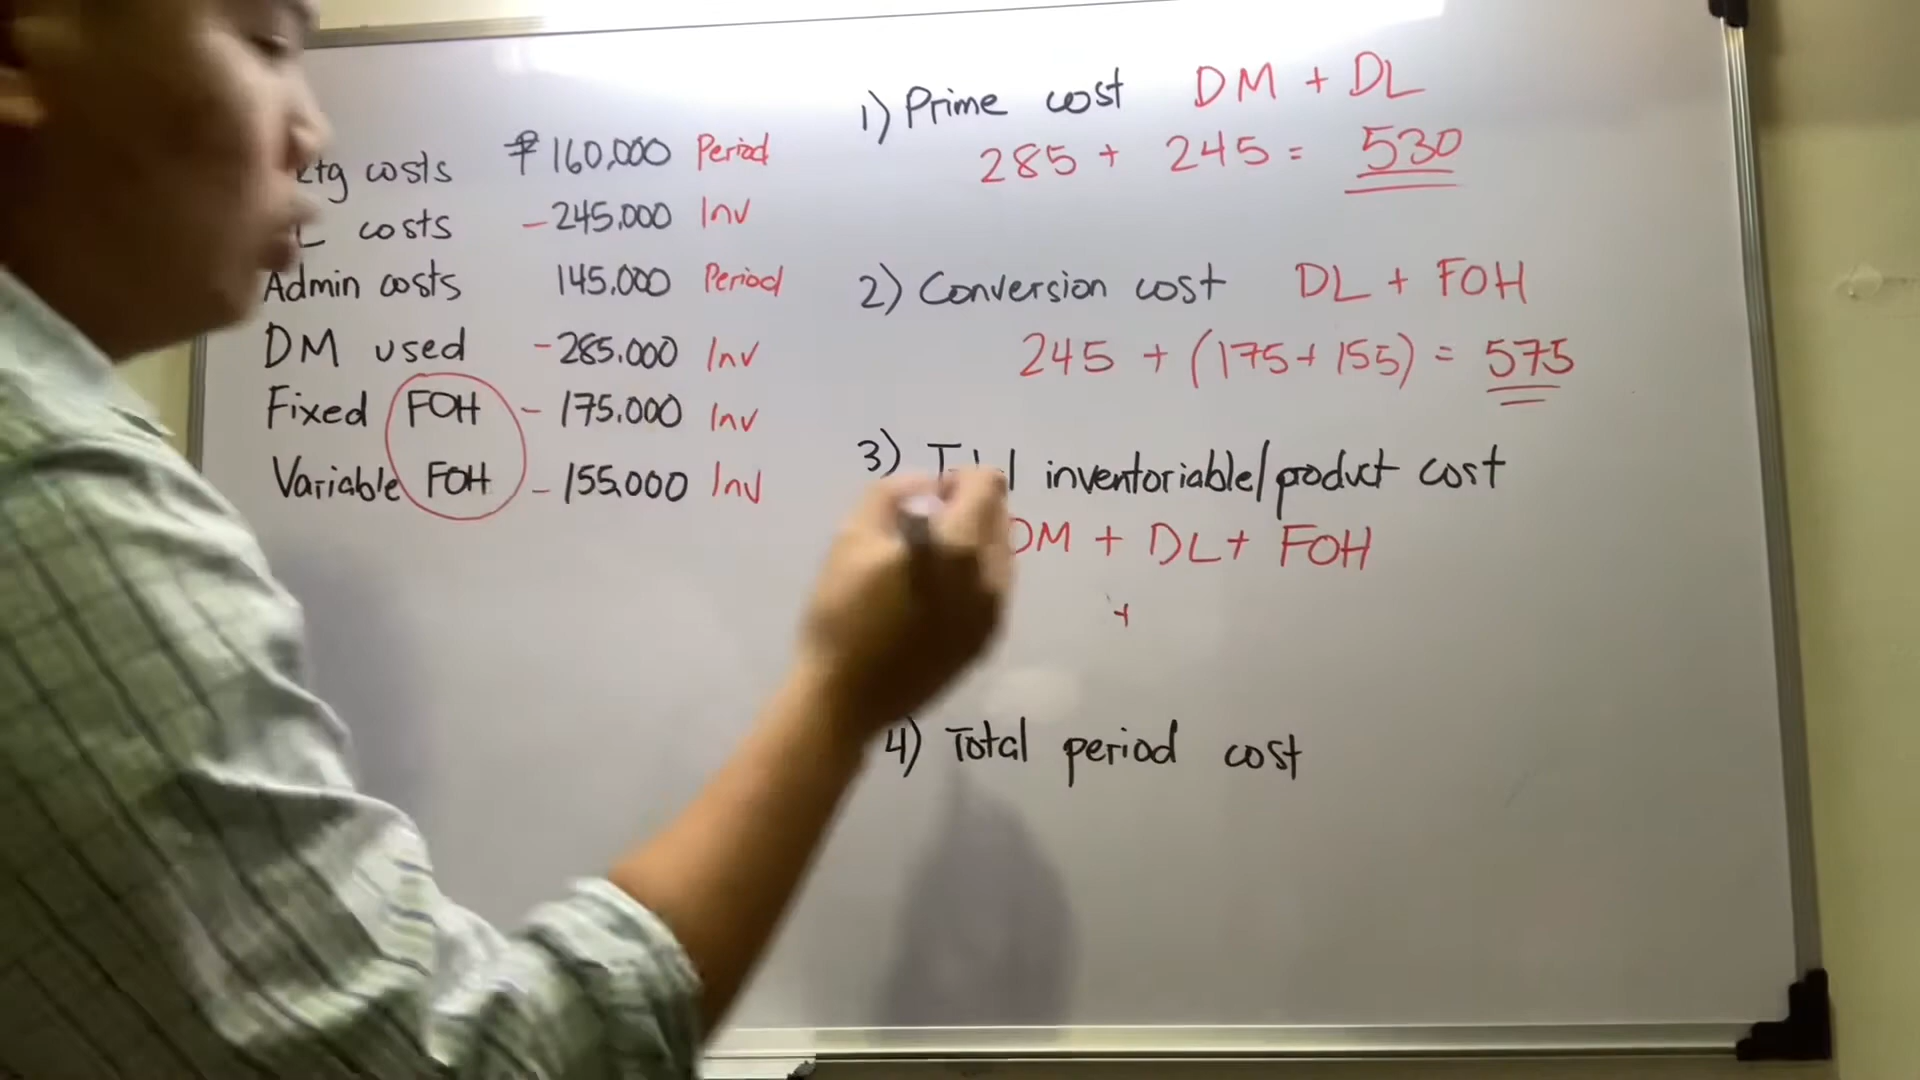 costs ₱160,000 Period
costs - 245,000 Inv
Admin costs 145,000 Period
DM used - 285,000 Inv
Fixed FOH - 175,000 Inv
Variable FOH - 155,000 Inv
1) Prime cost DM + DL
285 + 245 = 530
2) Conversion cost DL + FOH
245 + (175 + 155) = 575
3) inventoriable/product cost
DM + DL + FOH
+
4) Total period cost